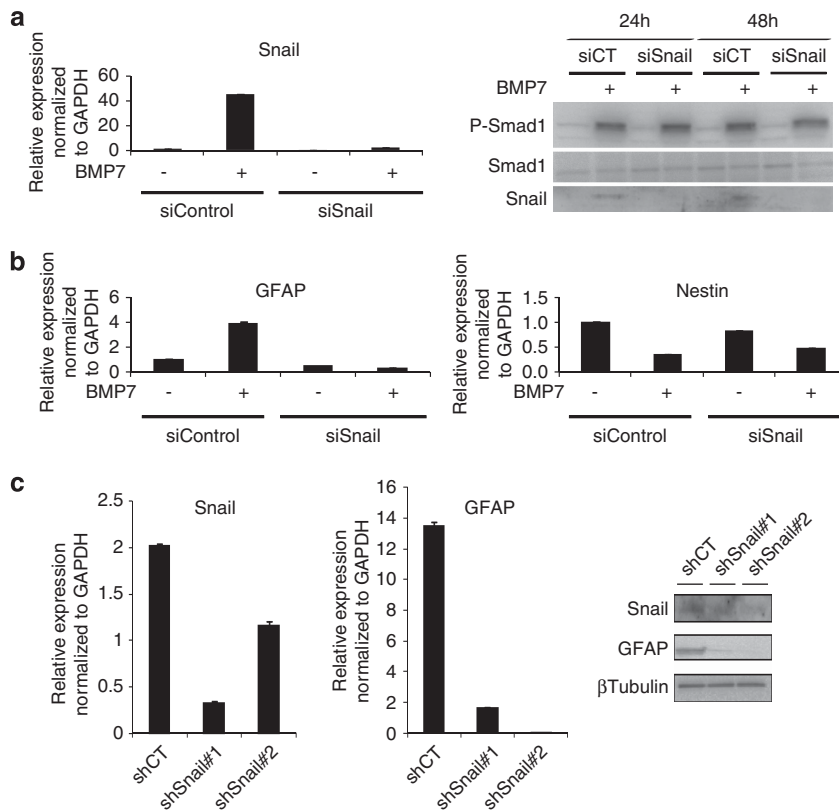 a
Snail
Relative expression
normalized
to GAPDH
60
40
20
0
BMP7
- + - +
siControl siSnail
24h 48h
siCT siSnail siCT siSnail
BMP7 + + + +
P-Smad1
Smad1
Snail
b
GFAP
Relative expression
normalized
to GAPDH
6
4
2
0
BMP7
- + - +
siControl siSnail
Nestin
Relative expression
normalized
to GAPDH
1.5
1.0
0.5
0.0
BMP7
- + - +
siControl siSnail
c
Snail
Relative expression
normalized to GAPDH
2.5
2
1.5
1
0.5
0
shCT shSnail#1 shSnail#2
GFAP
Relative expression
normalized to GAPDH
16
14
12
10
8
6
4
2
0
shCT shSnail#1 shSnail#2
shCT shSnail#1 shSnail#2
Snail
GFAP
βTubulin